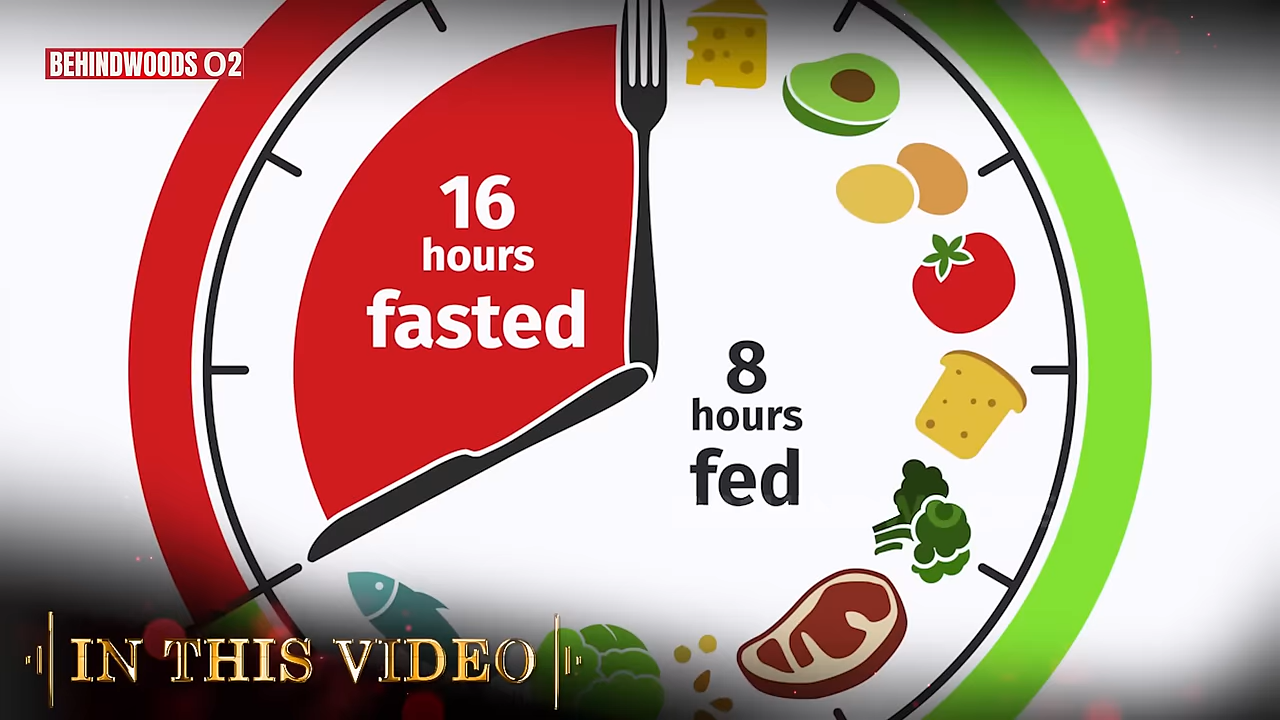 BEHINDWOODS O2
16
hours
fasted
8
hours
fed
IN THIS VIDEO